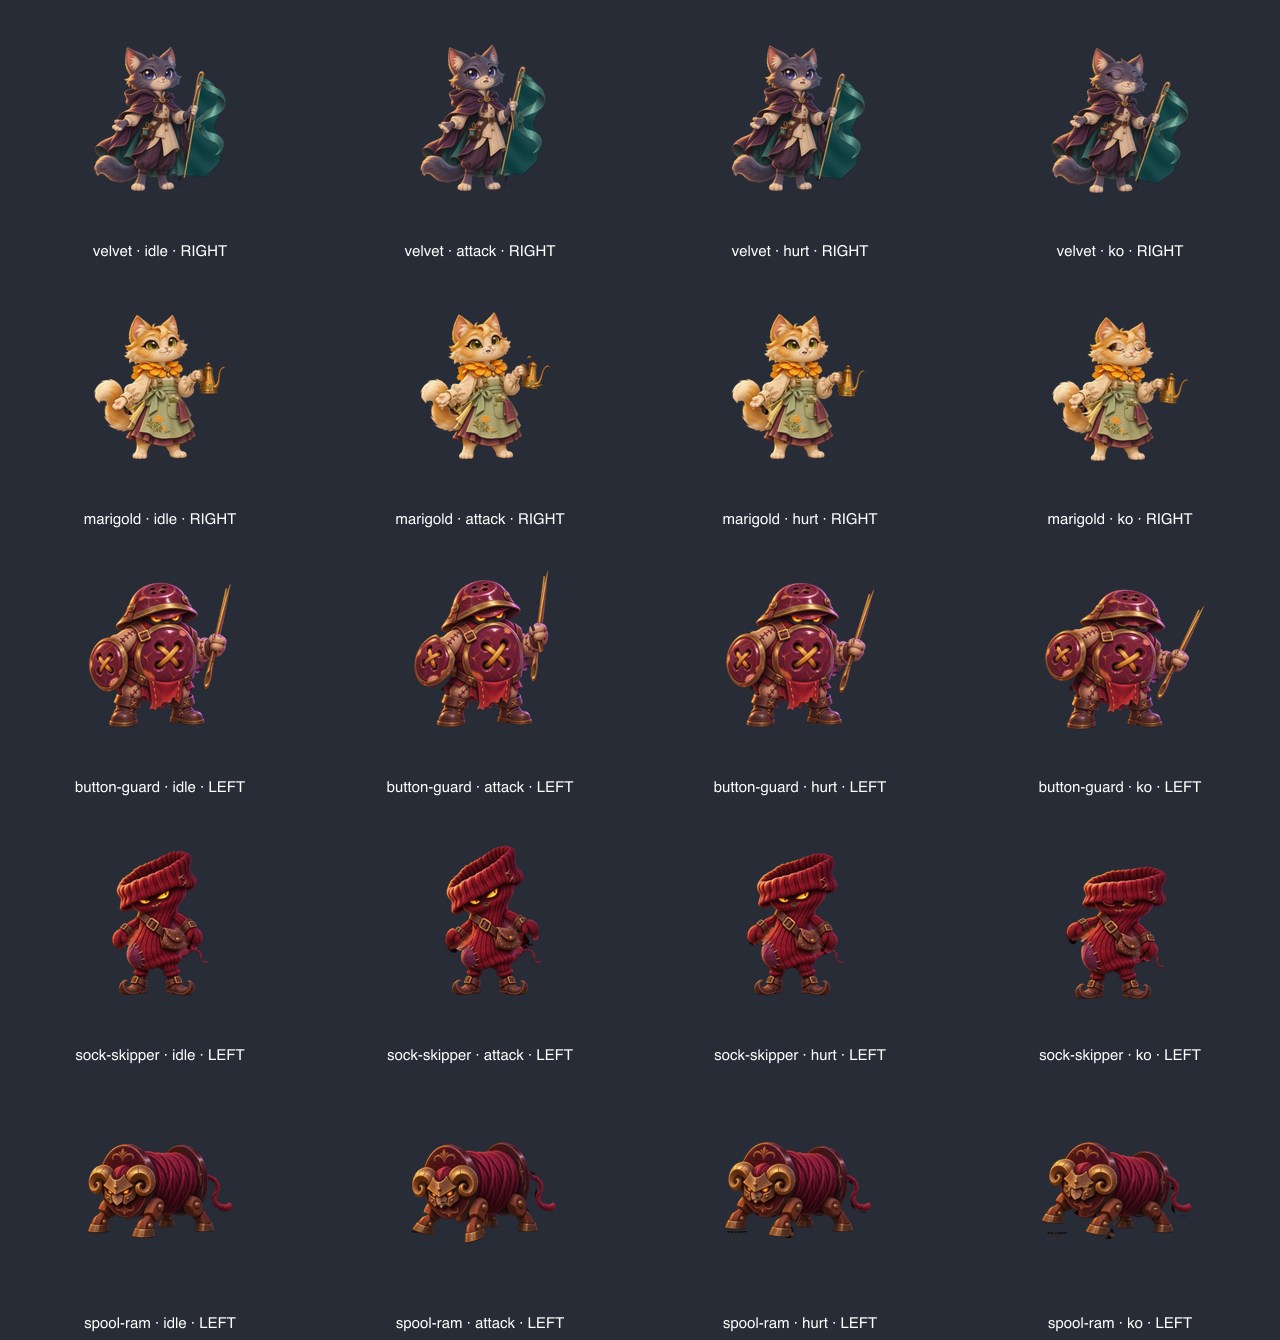 velvet · idle · RIGHT
velvet · attack · RIGHT
velvet · hurt · RIGHT
velvet · ko · RIGHT
marigold · idle · RIGHT
marigold · attack · RIGHT
marigold · hurt · RIGHT
marigold · ko · RIGHT
button-guard · idle · LEFT
button-guard · attack · LEFT
button-guard · hurt · LEFT
button-guard · ko · LEFT
sock-skipper · idle · LEFT
sock-skipper · attack · LEFT
sock-skipper · hurt · LEFT
sock-skipper · ko · LEFT
spool-ram · idle · LEFT
spool-ram · attack · LEFT
spool-ram · hurt · LEFT
spool-ram · ko · LEFT